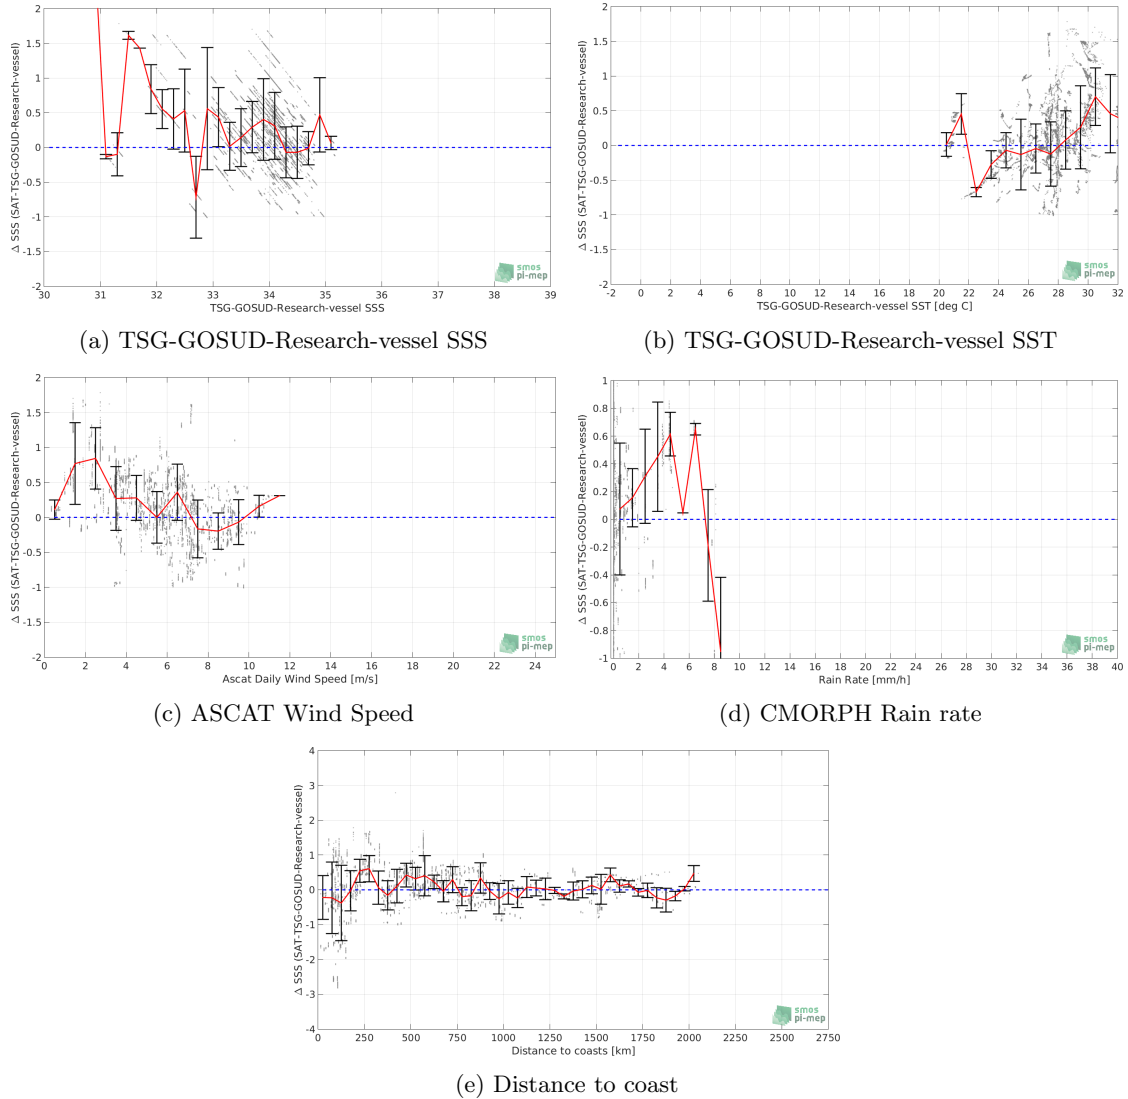 Δ SSS (SAT-TSG-GOSUD-Research-vessel)
2
1.5
1
0.5
0
-0.5
-1
-1.5
-2
30 31 32 33 34 35 36 37 38 39
TSG-GOSUD-Research-vessel SSS
smos
pi-mep
(a) TSG-GOSUD-Research-vessel SSS
Δ SSS (SAT-TSG-GOSUD-Research-vessel)
2
1.5
1
0.5
0
-0.5
-1
-1.5
-2
-2 0 2 4 6 8 10 12 14 16 18 20 22 24 26 28 30 32
TSG-GOSUD-Research-vessel SST [deg C]
smos
pi-mep
(b) TSG-GOSUD-Research-vessel SST
Δ SSS (SAT-TSG-GOSUD-Research-vessel)
2
1.5
1
0.5
0
-0.5
-1
-1.5
-2
0 2 4 6 8 10 12 14 16 18 20 22 24
Ascat Daily Wind Speed [m/s]
smos
pi-mep
(c) ASCAT Wind Speed
Δ SSS (SAT-TSG-GOSUD-Research-vessel)
1
0.8
0.6
0.4
0.2
0
-0.2
-0.4
-0.6
-0.8
-1
0 2 4 6 8 10 12 14 16 18 20 22 24 26 28 30 32 34 36 38 40
Rain Rate [mm/h]
smos
pi-mep
(d) CMORPH Rain rate
Δ SSS (SAT-TSG-GOSUD-Research-vessel)
4
3
2
1
0
-1
-2
-3
-4
0 250 500 750 1000 1250 1500 1750 2000 2250 2500 2750
Distance to coasts [km]
smos
pi-mep
(e) Distance to coast